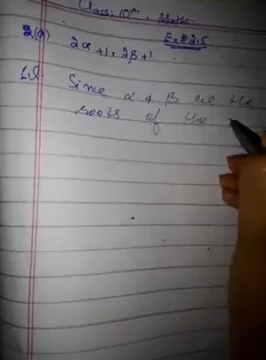 Class: 10th, Maths
Ex# 2.5
2(a) 2α+1, 2β+1
Sol.
Since α & β are the
roots of the